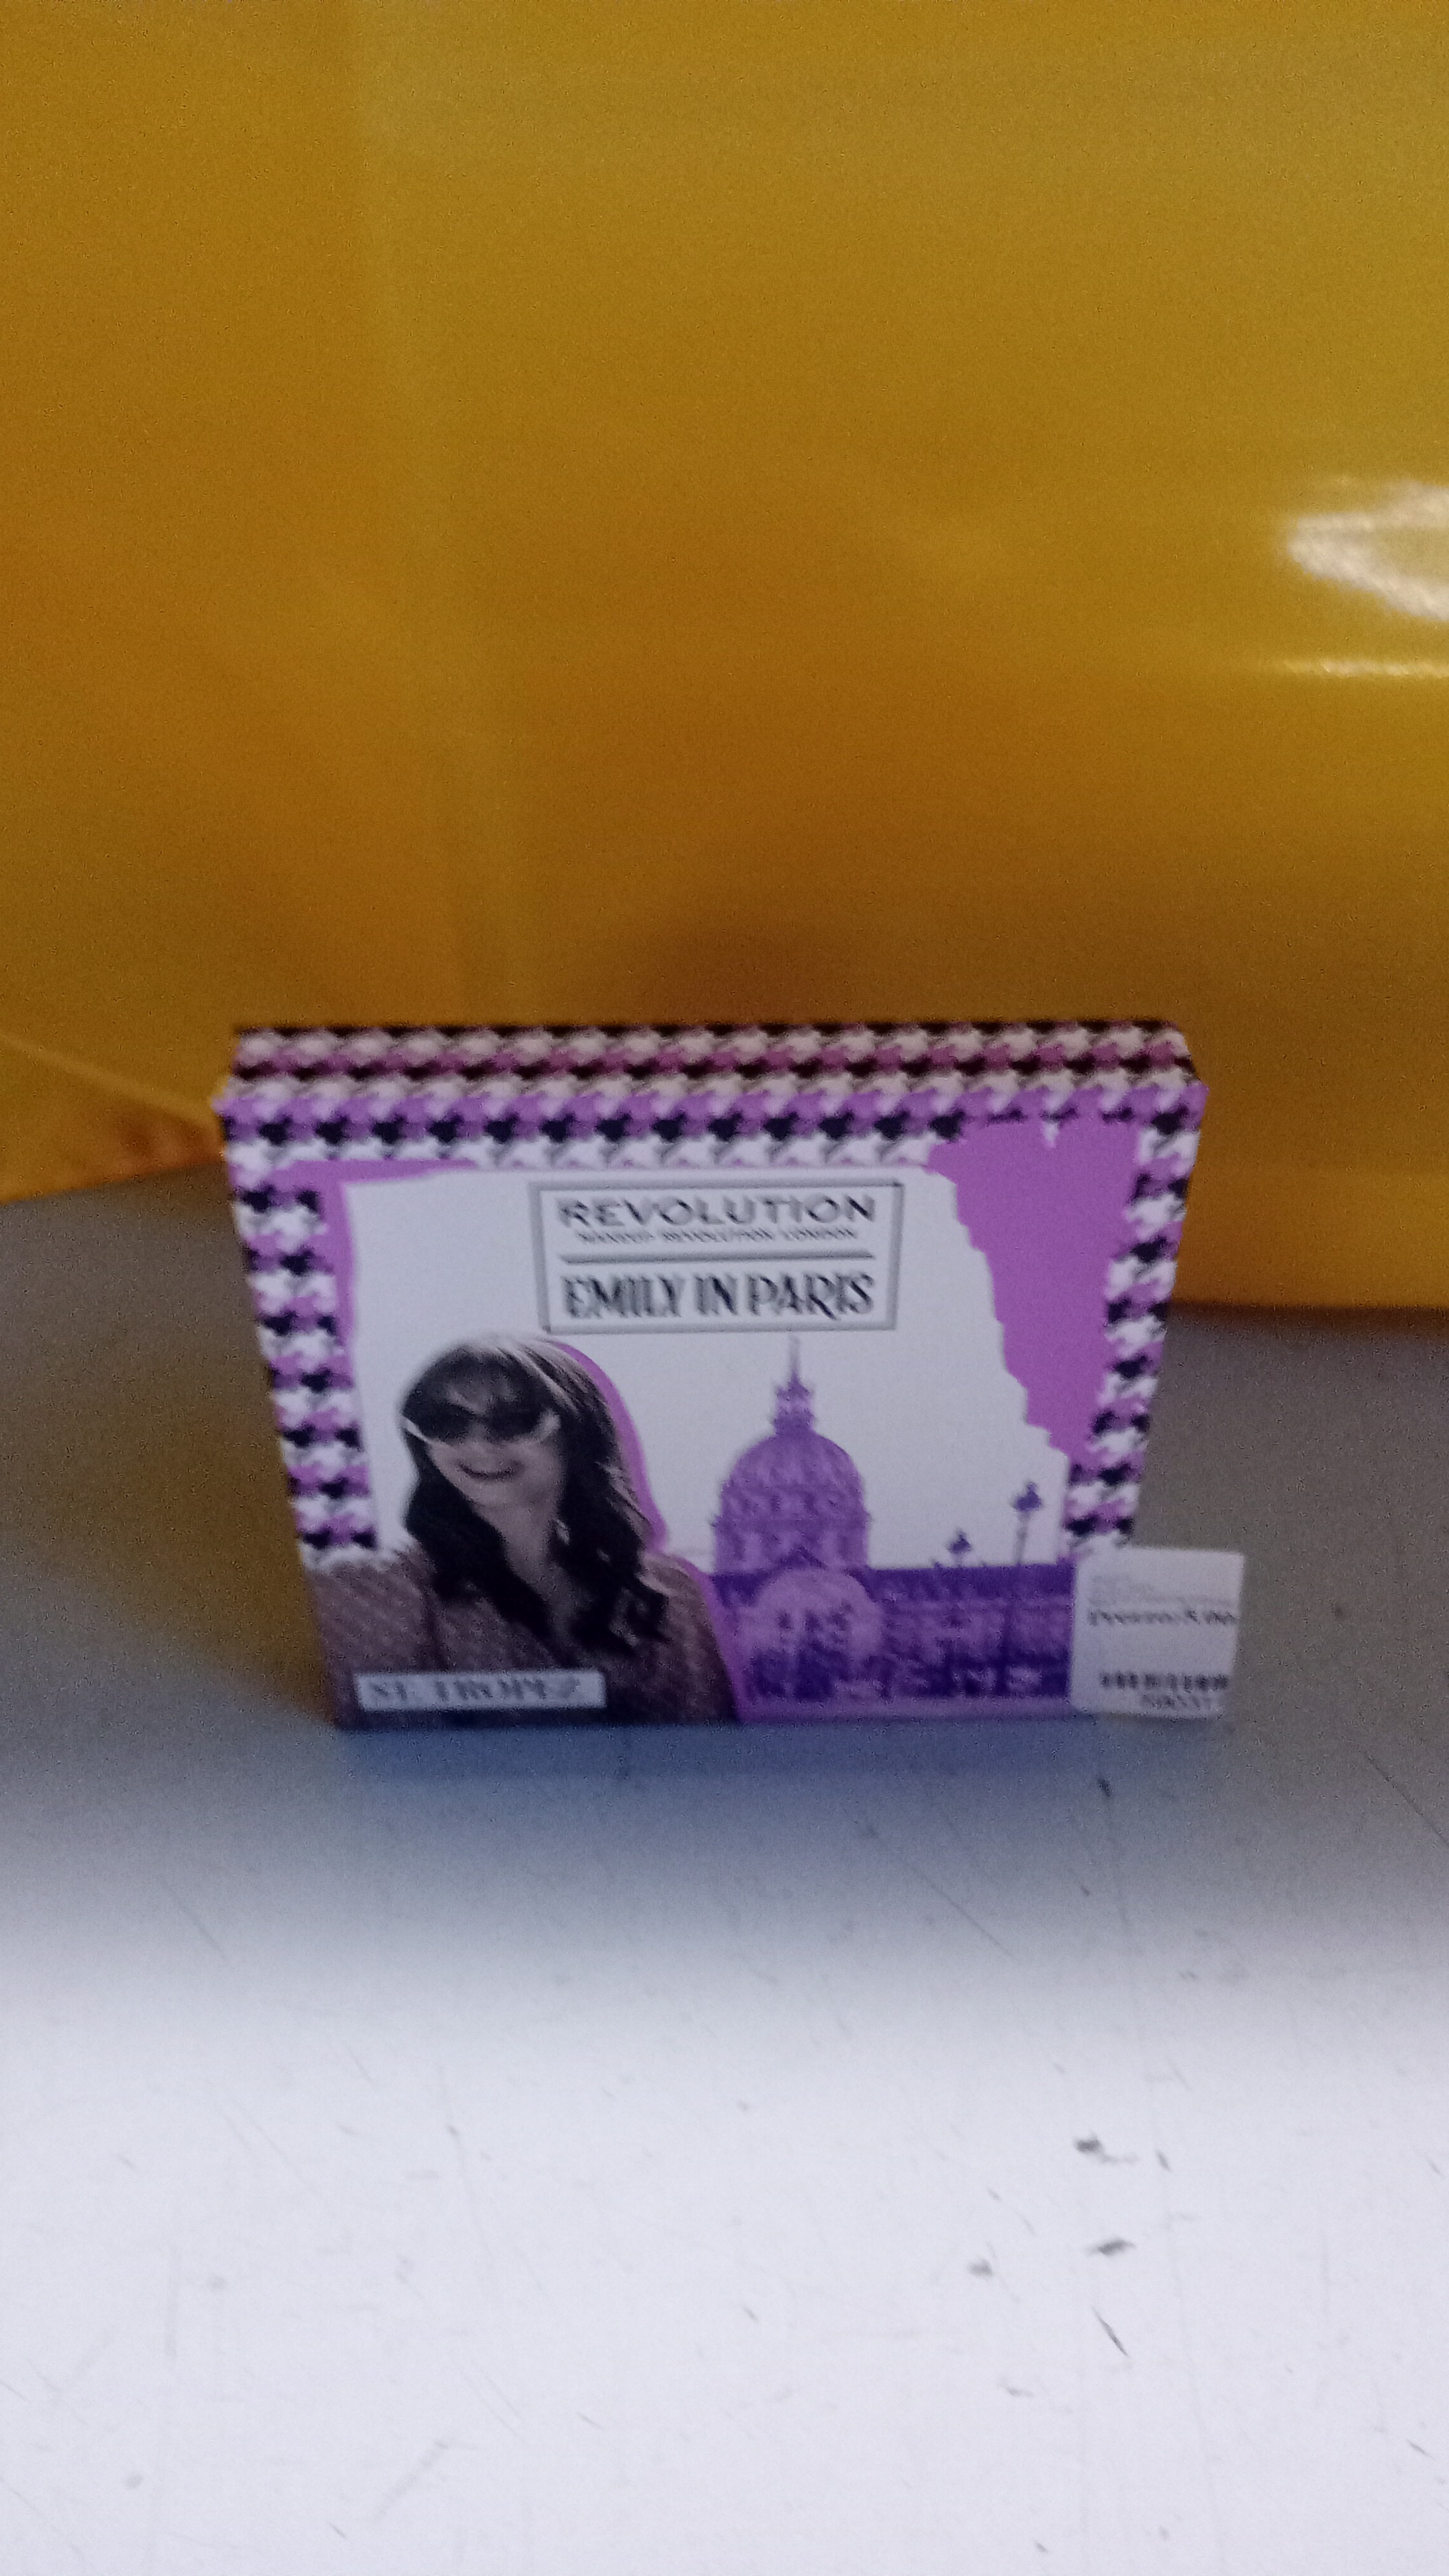 REVOLUTION
MAKEUP REVOLUTION LONDON
EMILY IN PARIS
ST. TROPEZ